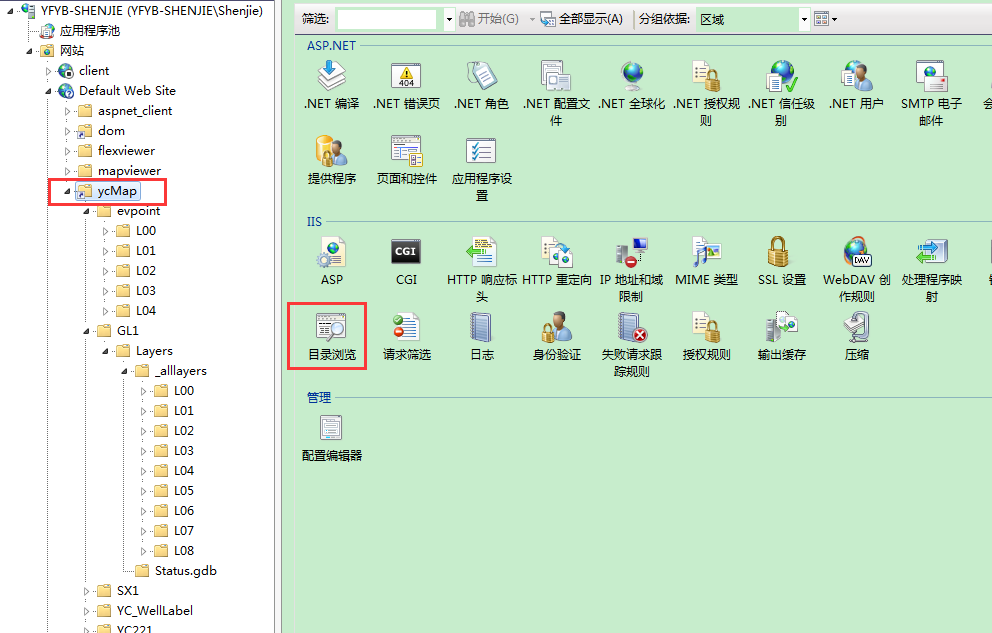 YFYB-SHENJIE (YFYB-SHENJIE\Shenjie)
应用程序池
网站
client
Default Web Site
aspnet_client
dom
flexviewer
mapviewer
ycMap
evpoint
L00
L01
L02
L03
L04
GL1
Layers
_alllayers
L00
L01
L02
L03
L04
L05
L06
L07
L08
Status.gdb
SX1
YC_WellLabel
YC221
筛选: 开始(G) 全部显示(A) 分组依据: 区域
ASP.NET
404
.NET 编译 .NET 错误页 .NET 角色 .NET 配置文 .NET 全球化 .NET 授权规 .NET 信任级 .NET 用户 SMTP 电子
件 则 别 邮件
提供程序 页面和控件 应用程序设
置
IIS
CGI DAV
ASP CGI HTTP 响应标 HTTP 重定向 IP 地址和域 MIME 类型 SSL 设置 WebDAV 创 处理程序映
头 限制 作规则 射
目录浏览 请求筛选 日志 身份验证 失败请求跟 授权规则 输出缓存 压缩
踪规则
管理
配置编辑器